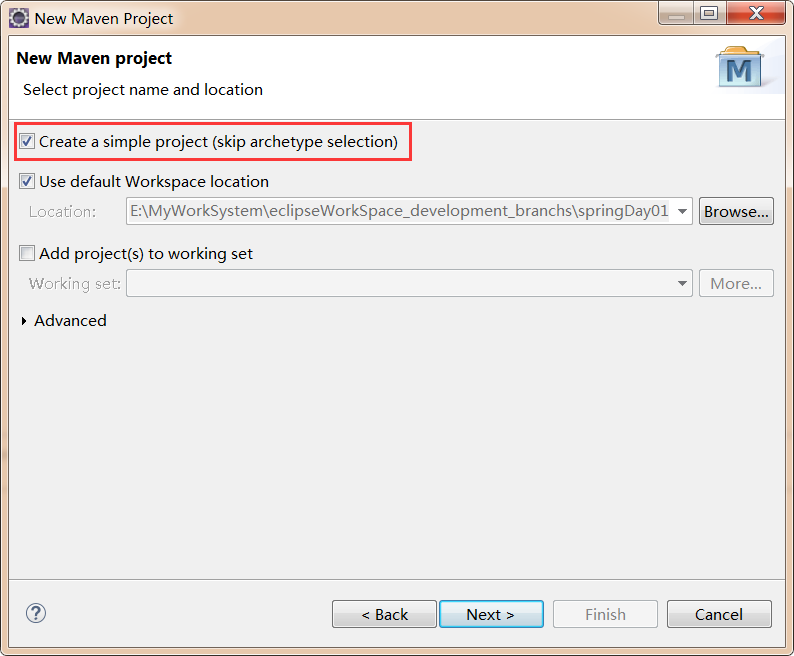 New Maven Project
New Maven project
Select project name and location
M
Create a simple project (skip archetype selection)
Use default Workspace location
Location: E:\MyWorkSystem\eclipseWorkSpace_development_branchs\springDay01 Browse...
Add project(s) to working set
Working set: More...
Advanced
? < Back Next > Finish Cancel